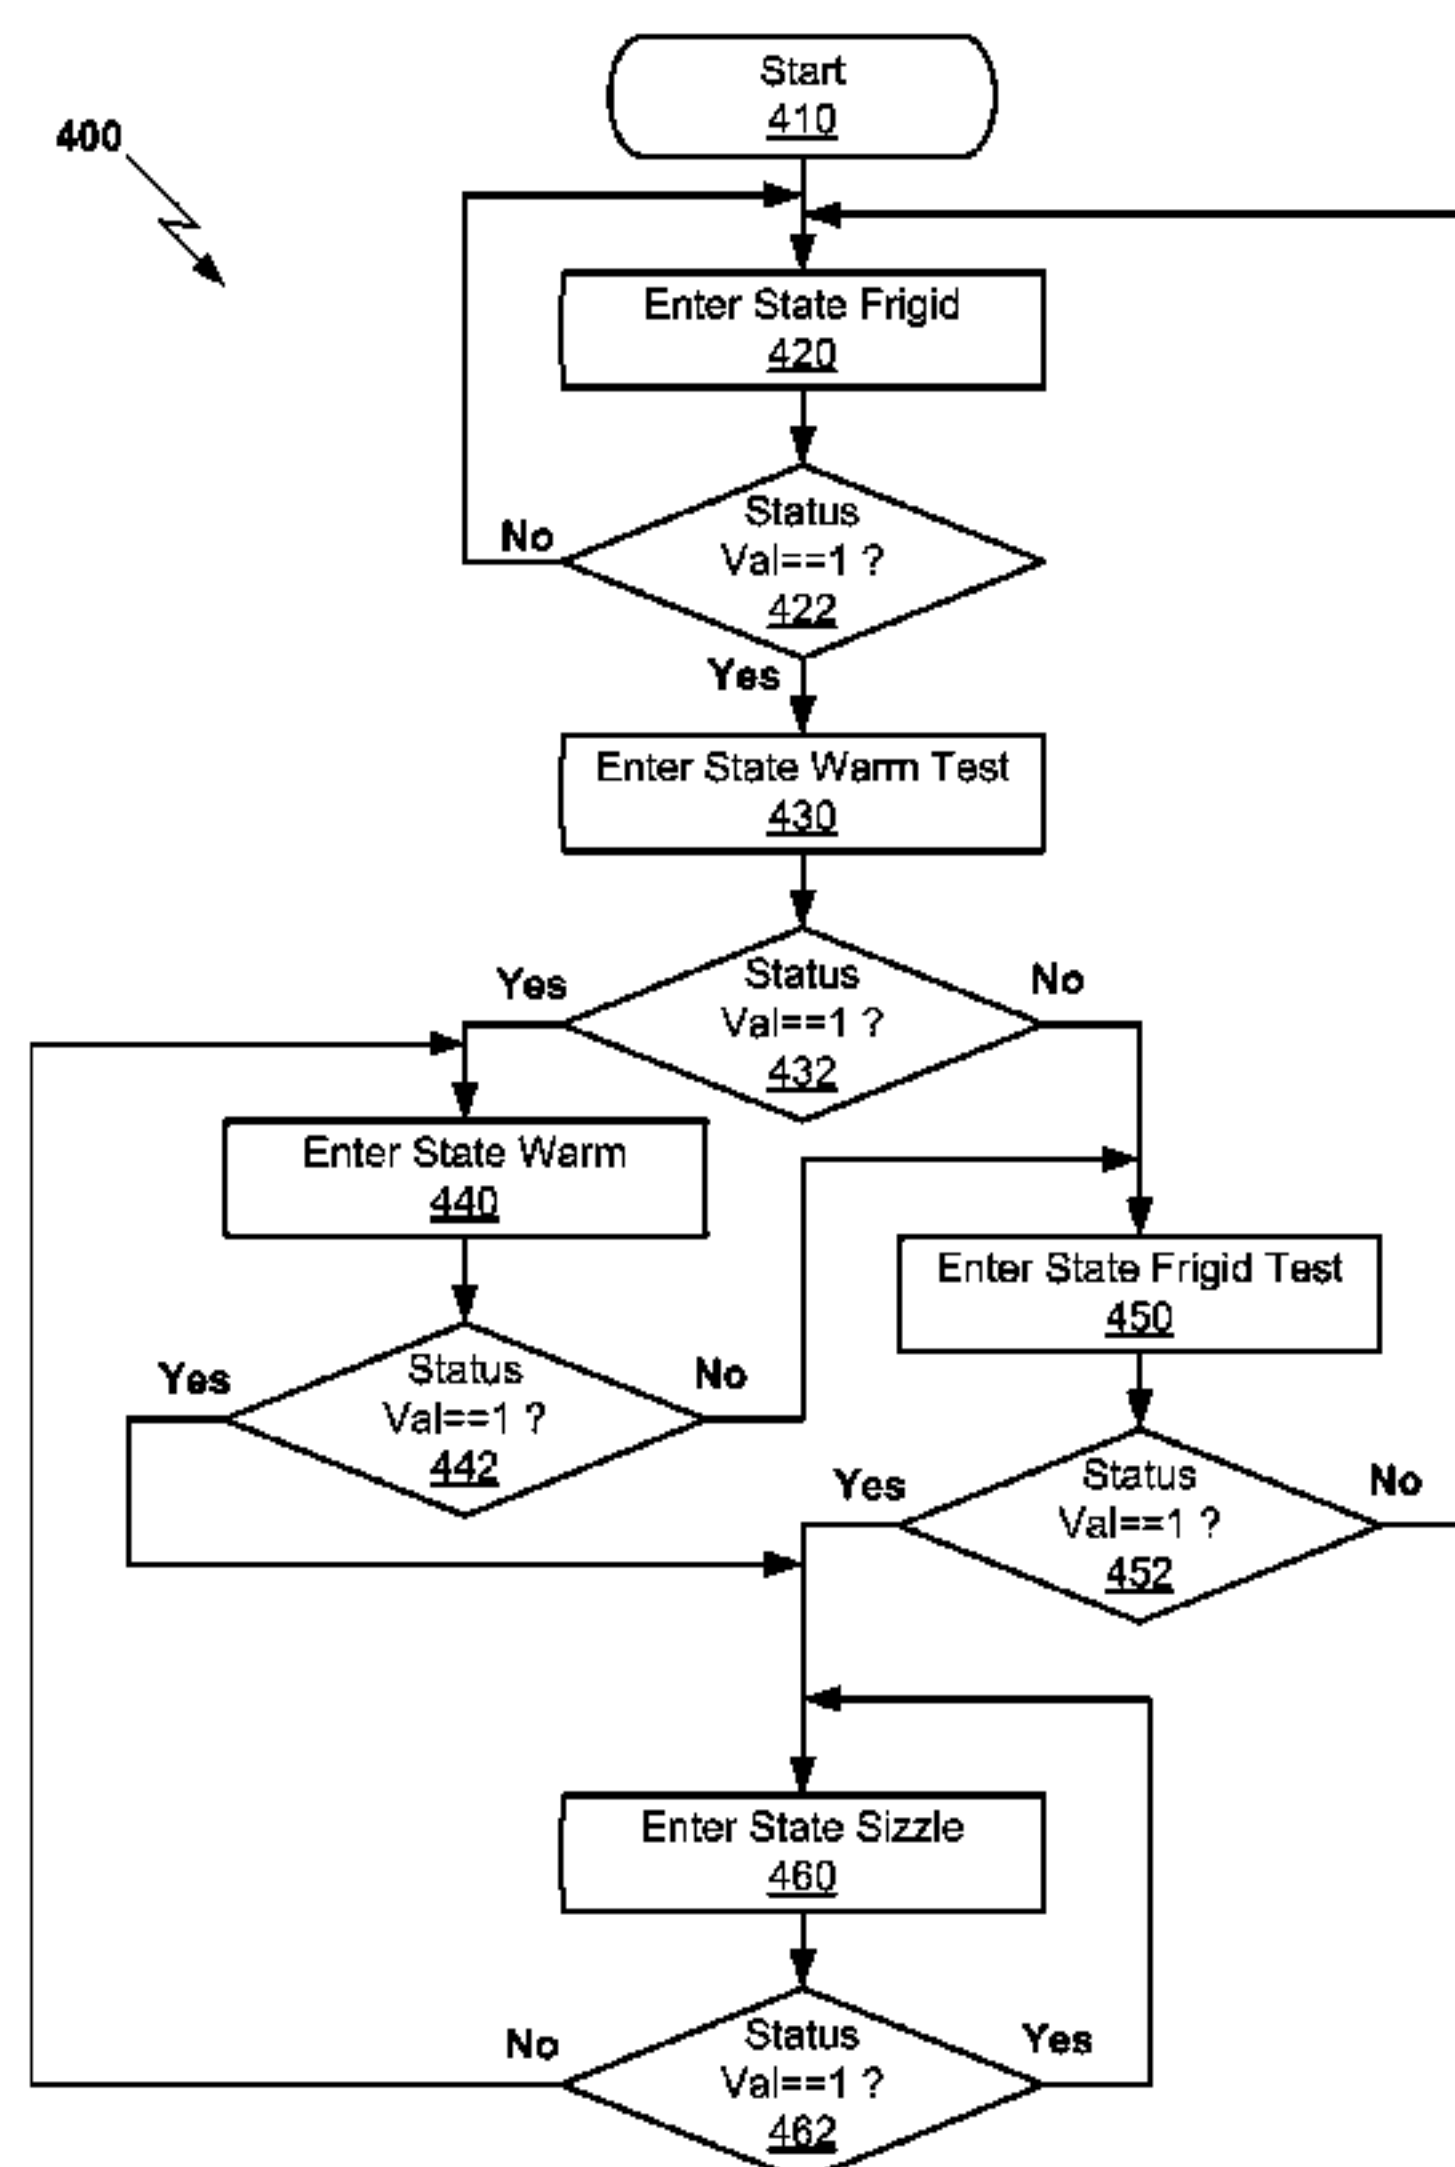 Start
410
400
Enter State Frigid
420
Status
Val==1 ?
422
No
Yes
Enter State Warm Test
430
Status
Val==1 ?
432
Yes
No
Enter State Warm
440
Enter State Frigid Test
450
Status
Val==1 ?
442
Yes
No
Status
Val==1 ?
452
Yes
No
Enter State Sizzle
460
Status
Val==1 ?
462
No
Yes